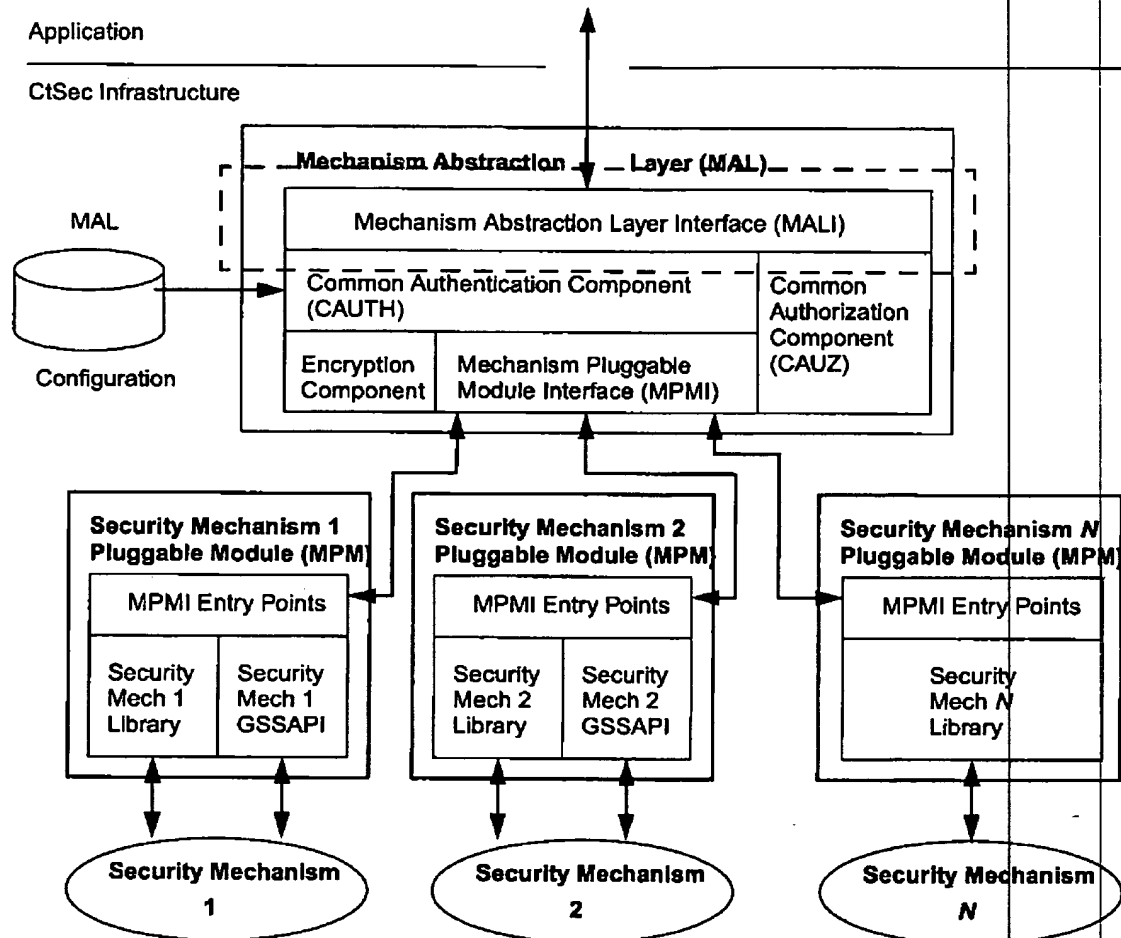 Application
CtSec Infrastructure
Mechanism Abstraction Layer (MAL)
Mechanism Abstraction Layer Interface (MALI)
MAL
Configuration
Common Authentication Component
(CAUTH)
Common
Authorization
Component
(CAUZ)
Encryption
Component
Mechanism Pluggable
Module Interface (MPMI)
Security Mechanism 1
Pluggable Module (MPM)
MPMI Entry Points
Security
Mech 1
Library
Security
Mech 1
GSSAPI
Security Mechanism 2
Pluggable Module (MPM)
MPMI Entry Points
Security
Mech 2
Library
Security
Mech 2
GSSAPI
Security Mechanism N
Pluggable Module (MPM)
MPMI Entry Points
Security
Mech N
Library
Security Mechanism
1
Security Mechanism
2
Security Mechanism
N